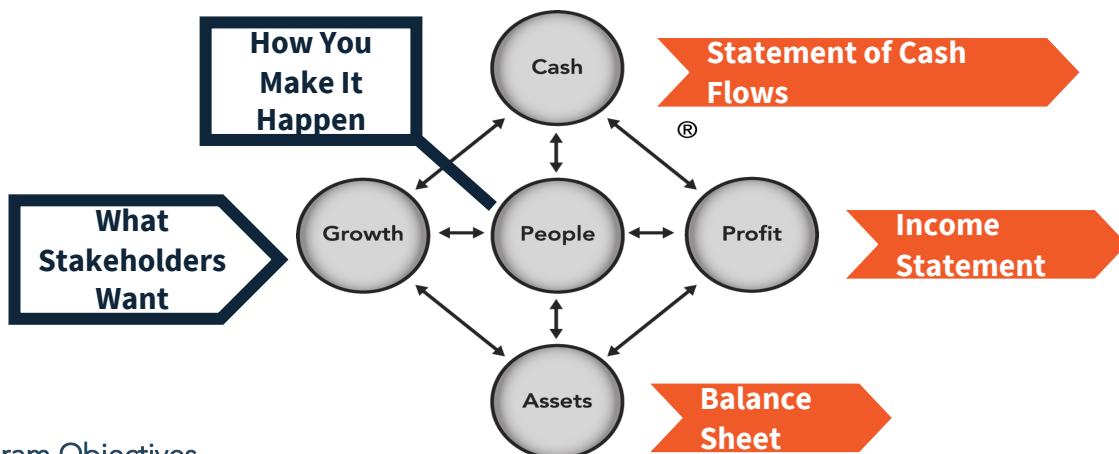 How You
Make It
Happen
Cash
Statement of Cash
Flows
®
What
Stakeholders
Want
Growth
People
Profit
Income
Statement
Assets
Balance
Sheet
Objectives